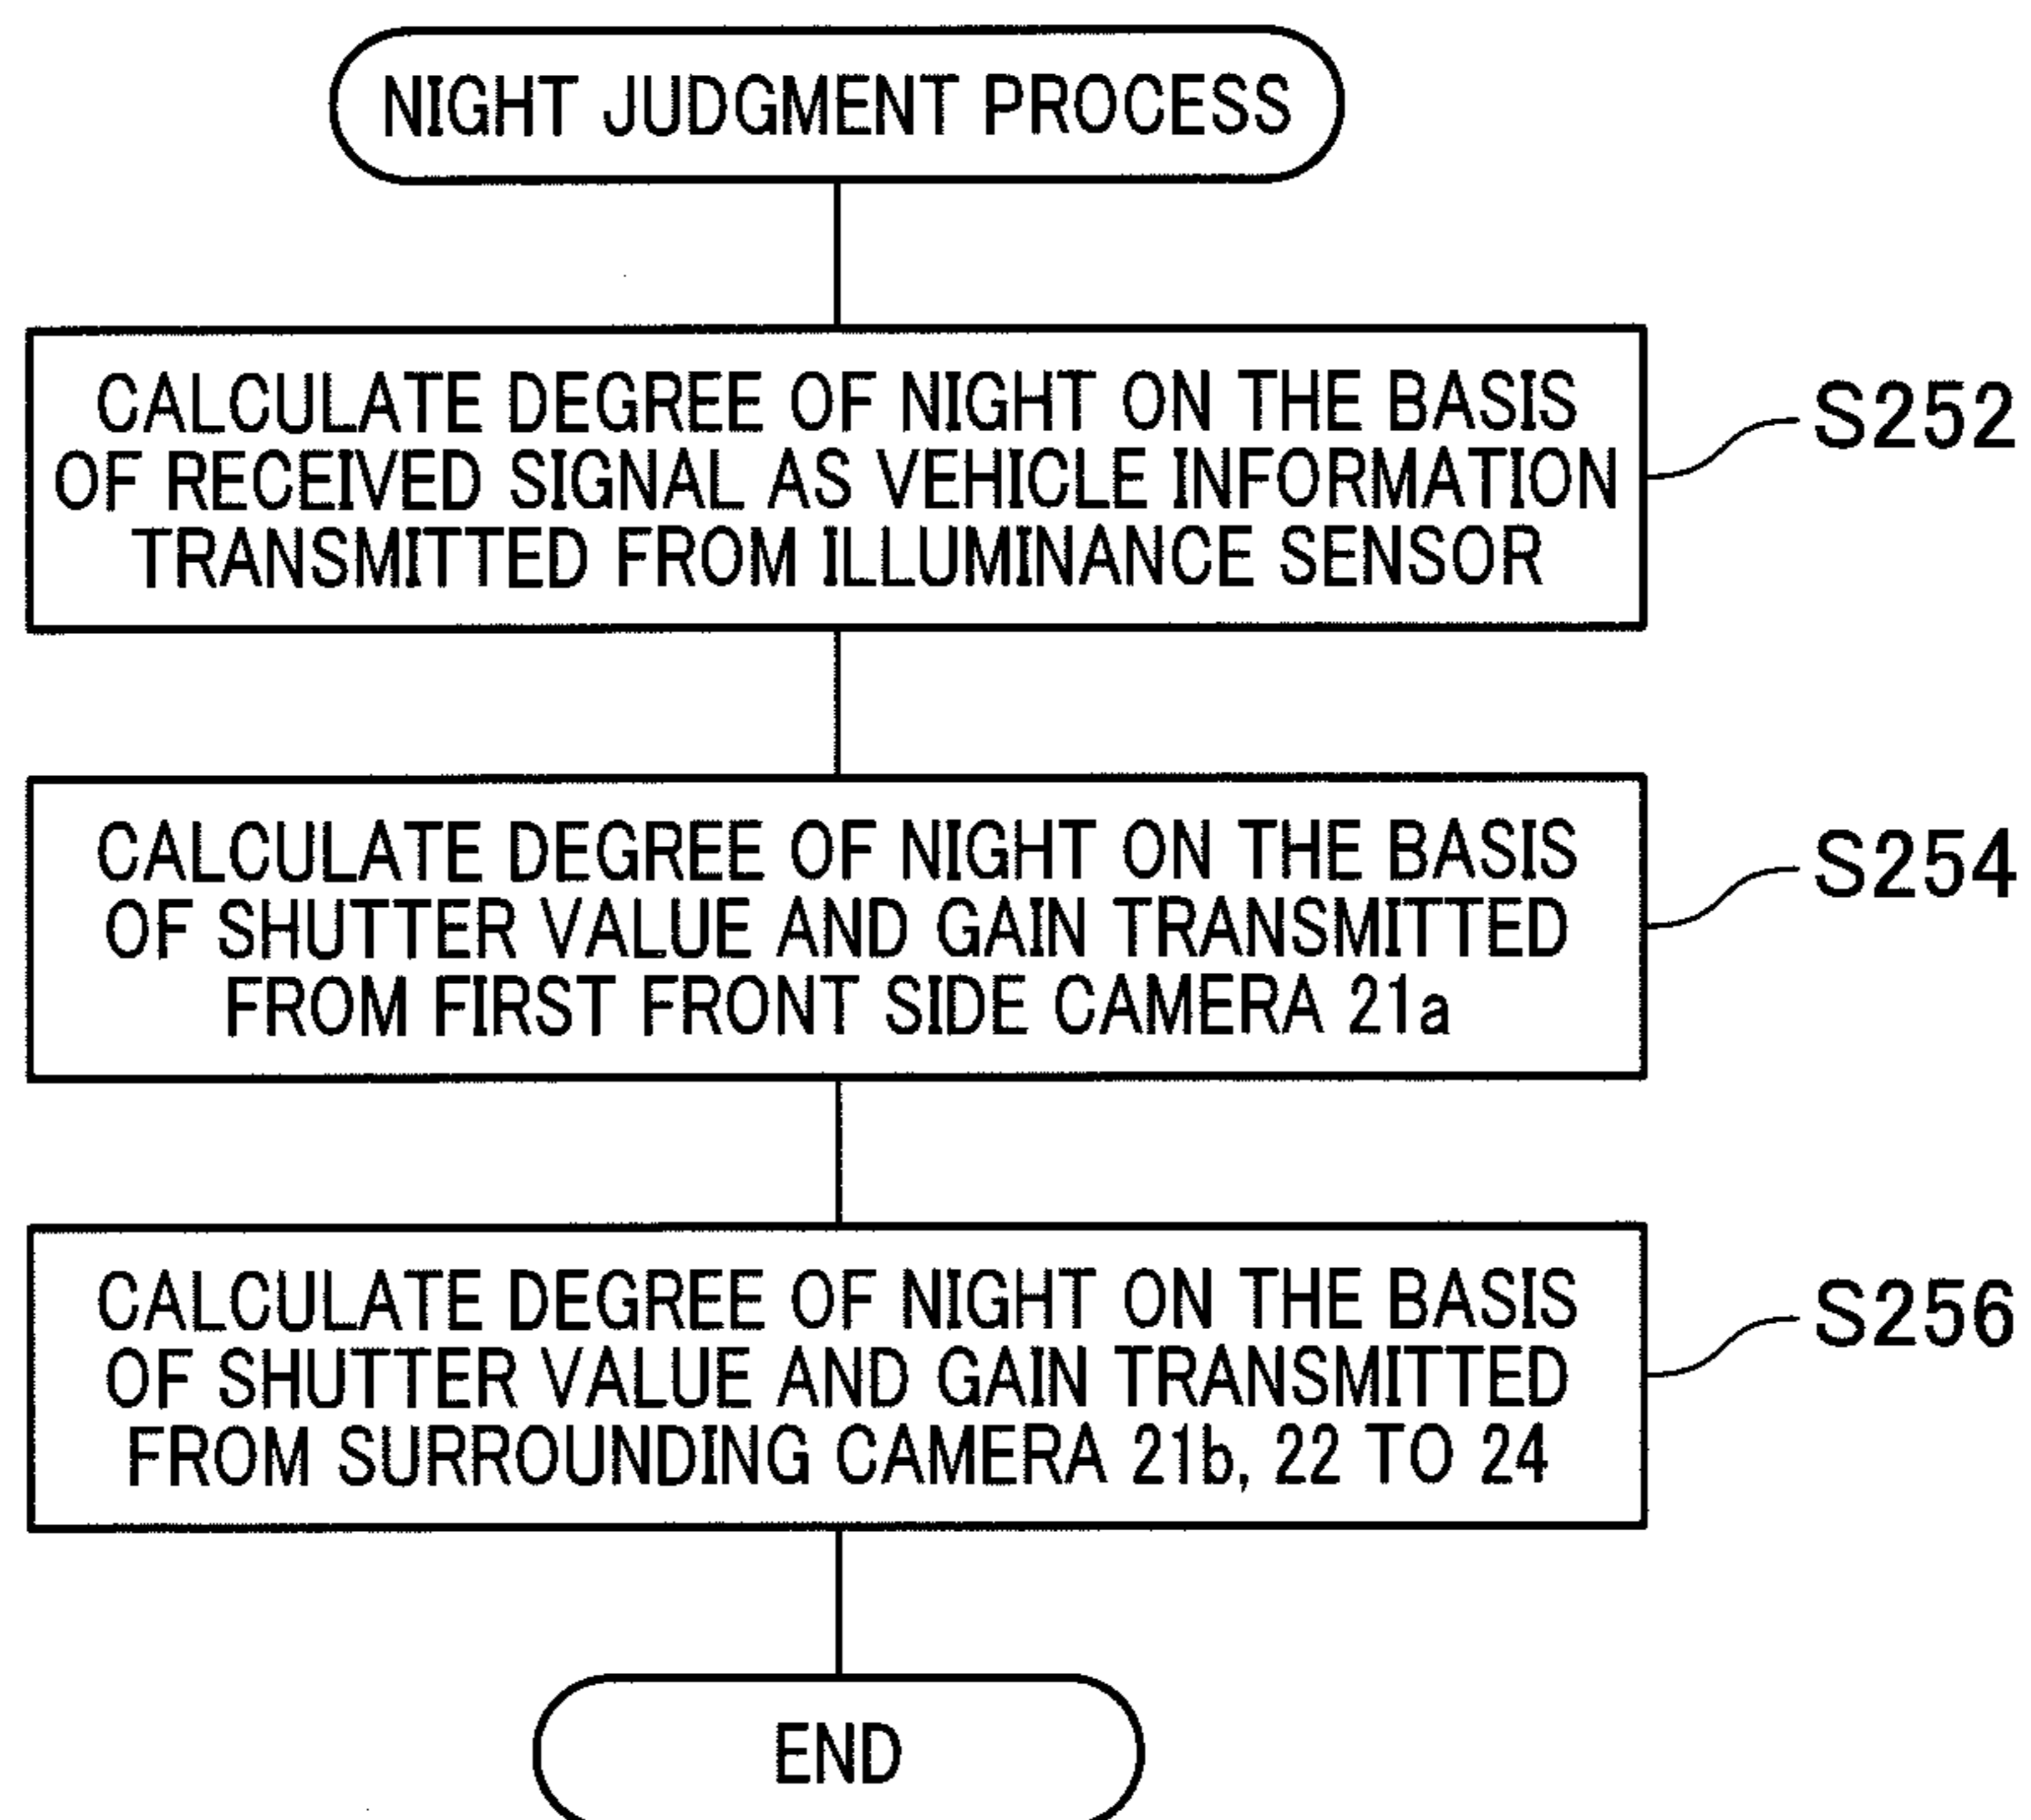 NIGHT JUDGMENT PROCESS
CALCULATE DEGREE OF NIGHT ON THE BASIS
OF RECEIVED SIGNAL AS VEHICLE INFORMATION
TRANSMITTED FROM ILLUMINANCE SENSOR
S252
CALCULATE DEGREE OF NIGHT ON THE BASIS
OF SHUTTER VALUE AND GAIN TRANSMITTED
FROM FIRST FRONT SIDE CAMERA 21a
S254
CALCULATE DEGREE OF NIGHT ON THE BASIS
OF SHUTTER VALUE AND GAIN TRANSMITTED
FROM SURROUNDING CAMERA 21b, 22 TO 24
S256
END